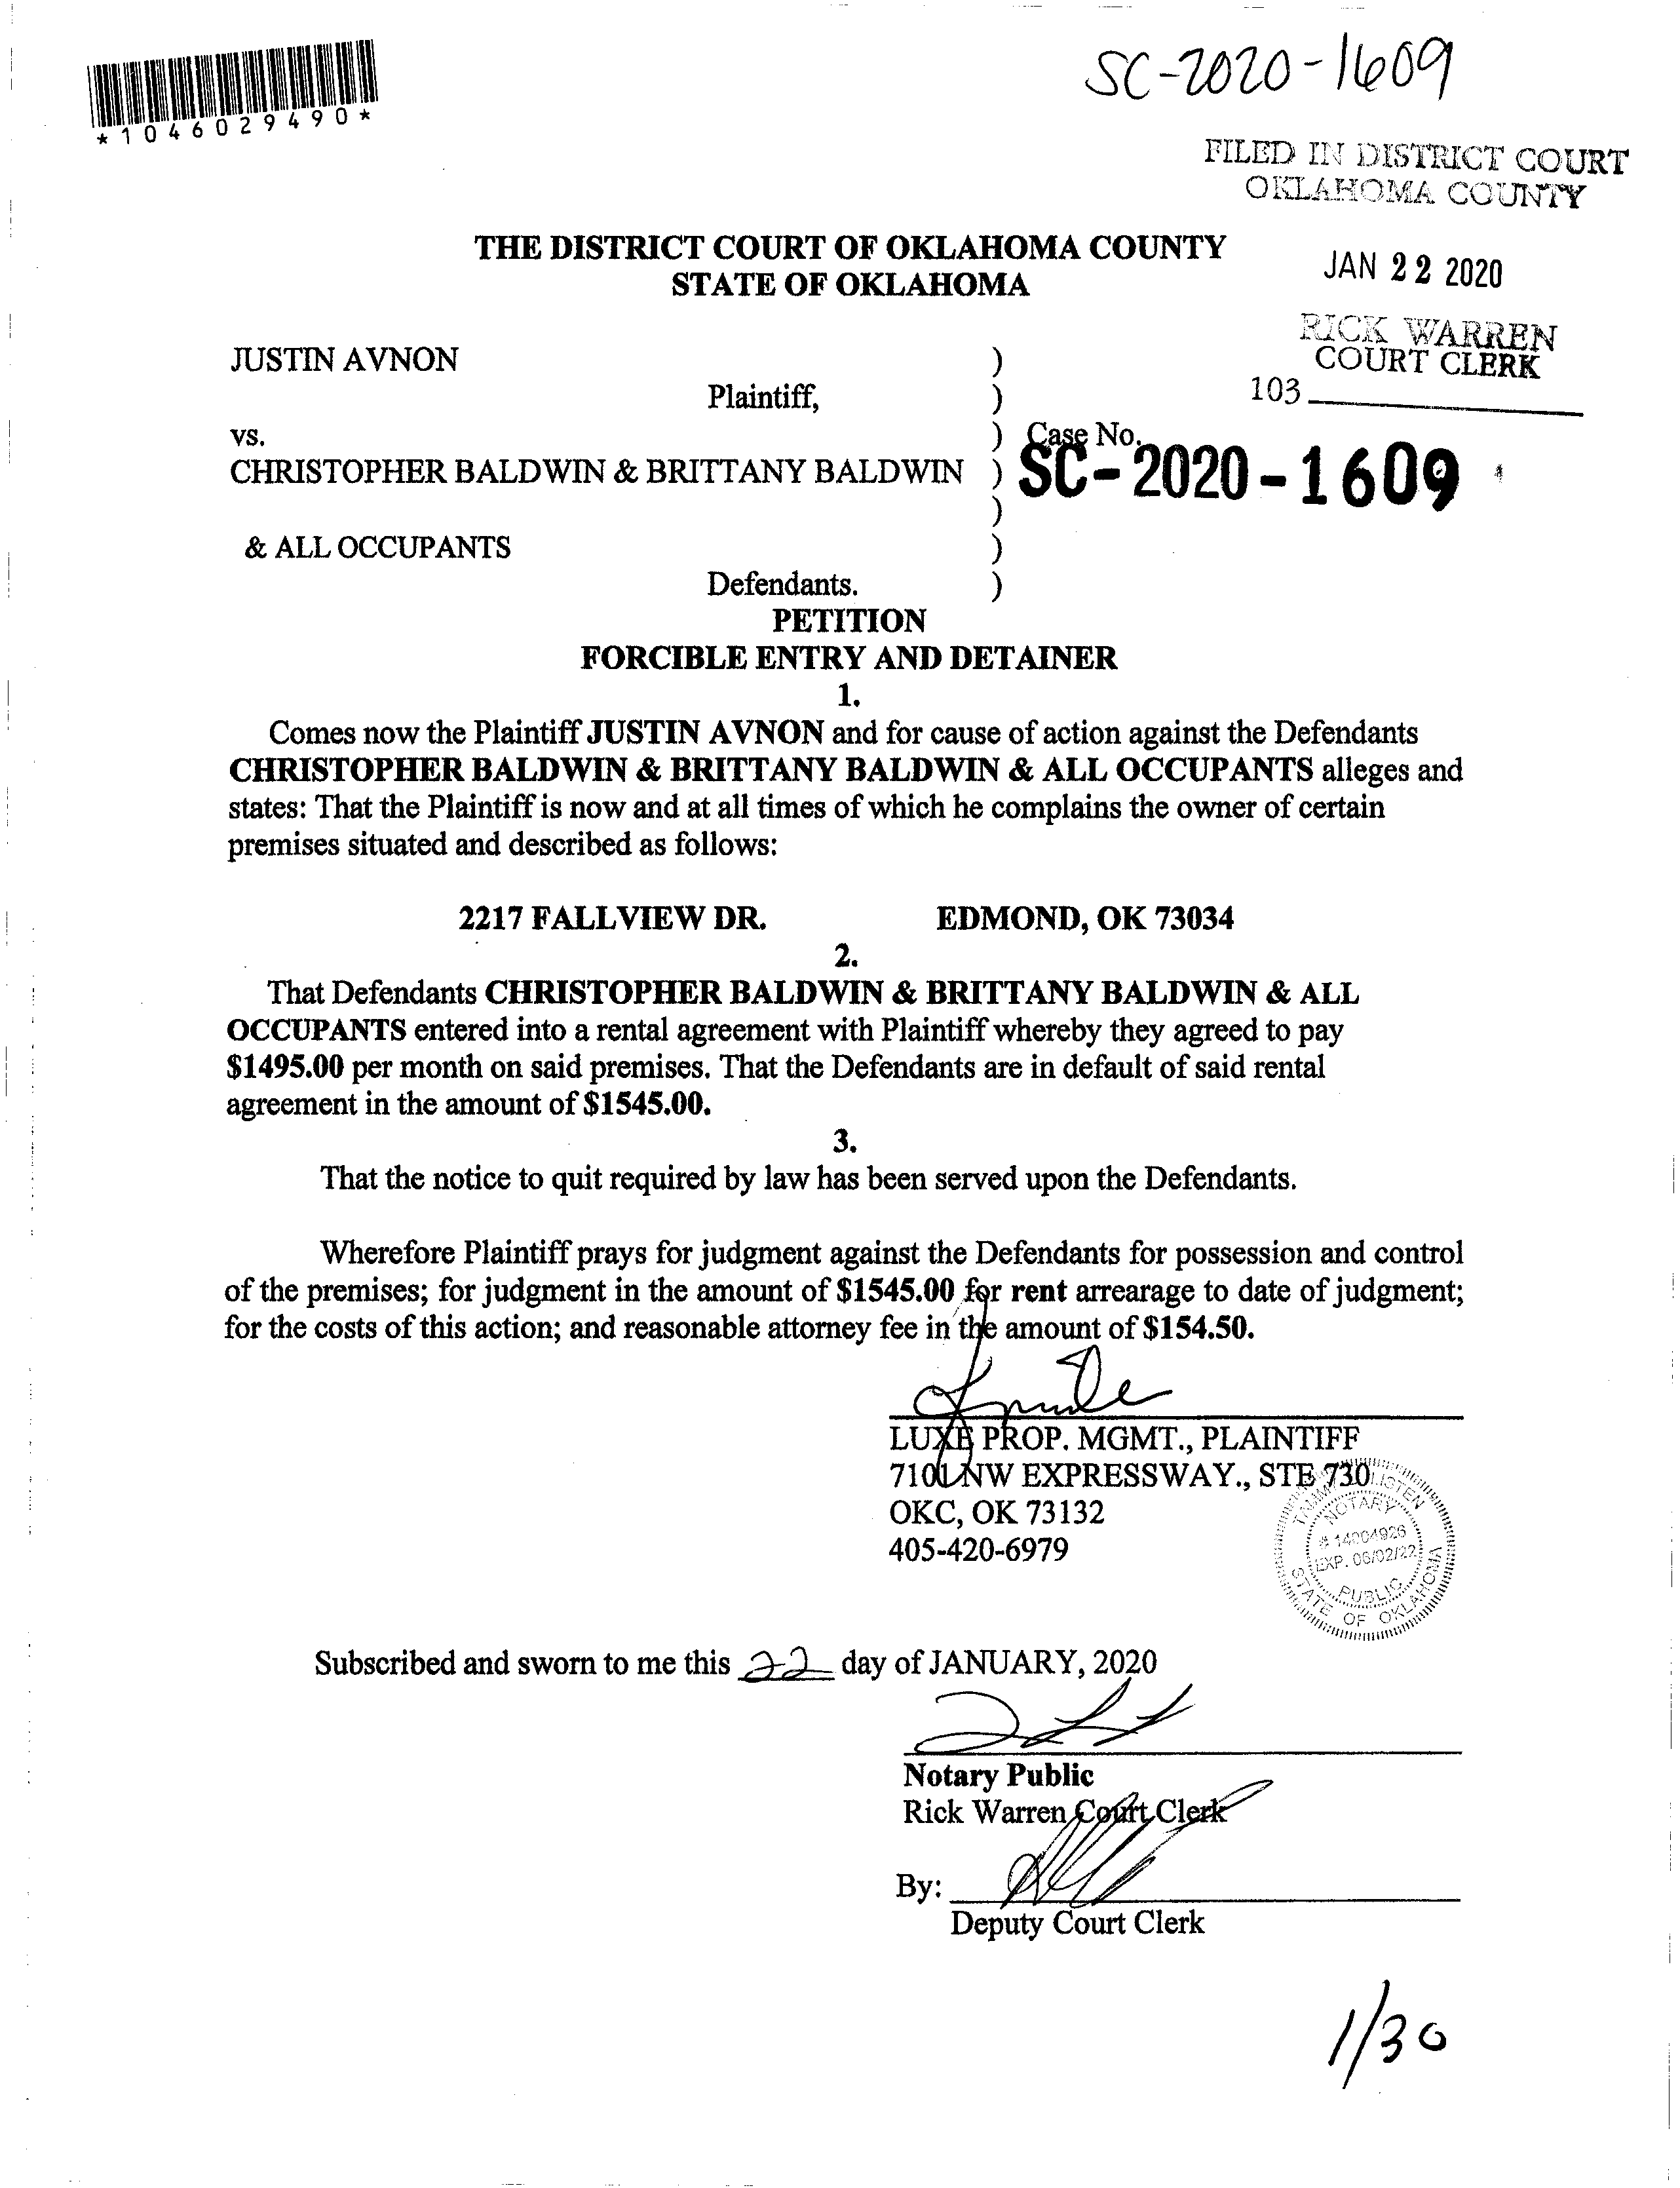 SC-2020-1609
*1046029490*
FILED IN DISTRICT COURT
OKLAHOMA COUNTY
THE DISTRICT COURT OF OKLAHOMA COUNTY
STATE OF OKLAHOMA
JAN 22 2020
RICK WARREN
COURT CLERK
103
JUSTIN AVNON )
Plaintiff, )
vs. ) Case No.
CHRISTOPHER BALDWIN & BRITTANY BALDWIN ) SC-2020-1609
)
& ALL OCCUPANTS )
Defendants. )
PETITION
FORCIBLE ENTRY AND DETAINER
1.
Comes now the Plaintiff JUSTIN AVNON and for cause of action against the Defendants
CHRISTOPHER BALDWIN & BRITTANY BALDWIN & ALL OCCUPANTS alleges and
states: That the Plaintiff is now and at all times of which he complains the owner of certain
premises situated and described as follows:
2217 FALLVIEW DR. EDMOND, OK 73034
2.
That Defendants CHRISTOPHER BALDWIN & BRITTANY BALDWIN & ALL
OCCUPANTS entered into a rental agreement with Plaintiff whereby they agreed to pay
$1495.00 per month on said premises. That the Defendants are in default of said rental
agreement in the amount of $1545.00.
3.
That the notice to quit required by law has been served upon the Defendants.
Wherefore Plaintiff prays for judgment against the Defendants for possession and control
of the premises; for judgment in the amount of $1545.00 for rent arrearage to date of judgment;
for the costs of this action; and reasonable attorney fee in the amount of $154.50.
LUXE PROP. MGMT., PLAINTIFF
7101 NW EXPRESSWAY., STE 730
OKC, OK 73132
405-420-6979
NOTARY
# 14004926
EXP. 06/02/22
PUBLIC
STATE OF OKLAHOMA
Subscribed and sworn to me this 22 day of JANUARY, 2020
Notary Public
Rick Warren Court Clerk
By:
Deputy Court Clerk
1/30